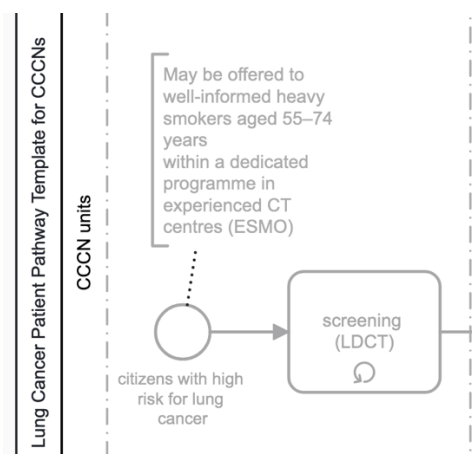 Lung Cancer Patient Pathway Template for CCCNs
CCCN units
May be offered to
well-informed heavy
smokers aged 55–74
years
within a dedicated
programme in
experienced CT
centres (ESMO)
citizens with high
risk for lung
cancer
screening
(LDCT)